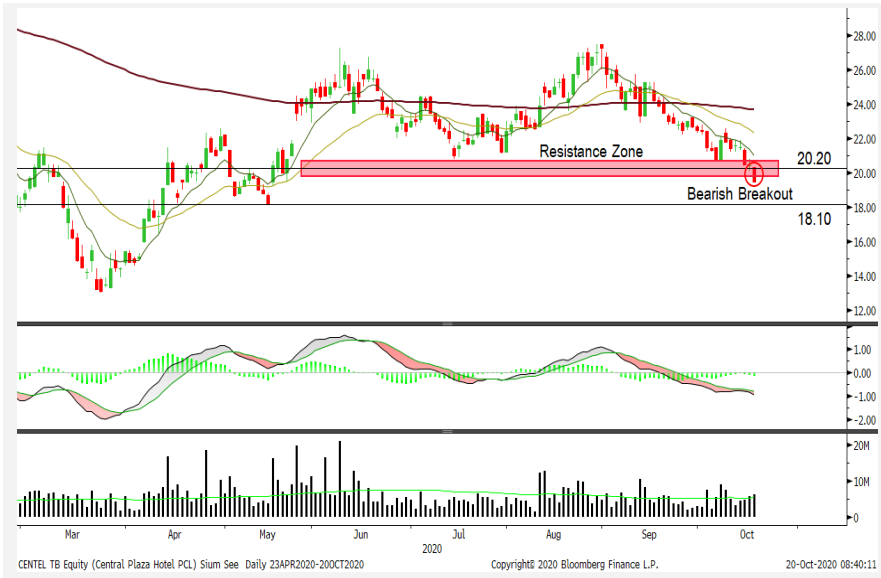 28.00
26.00
24.00
22.00
Resistance Zone
20.20
20.00
Bearish Breakout
18.00
18.10
16.00
14.00
12.00
1.00
0.00
-1.00
-2.00
20M
10M
0
Mar Apr May Jun Jul Aug Sep Oct
2020
CENTEL TB Equity (Central Plaza Hotel PCL) Sium See Daily 23APR2020-20OCT2020 Copyright© 2020 Bloomberg Finance L.P. 20-Oct-2020 08:40:11